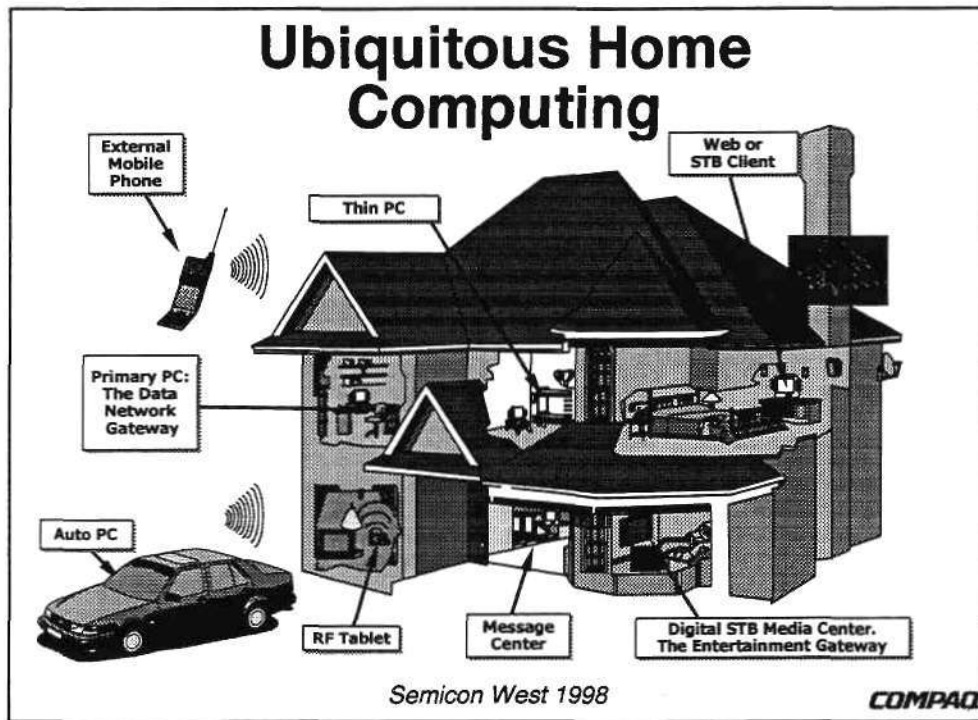 Ubiquitous Home
Computing
External
Mobile
Phone
Web or
STB Client
Thin PC
Primary PC:
The Data
Network
Gateway
Auto PC
RF Tablet
Message
Center
Digital STB Media Center.
The Entertainment Gateway
Semicon West 1998
COMPAQ